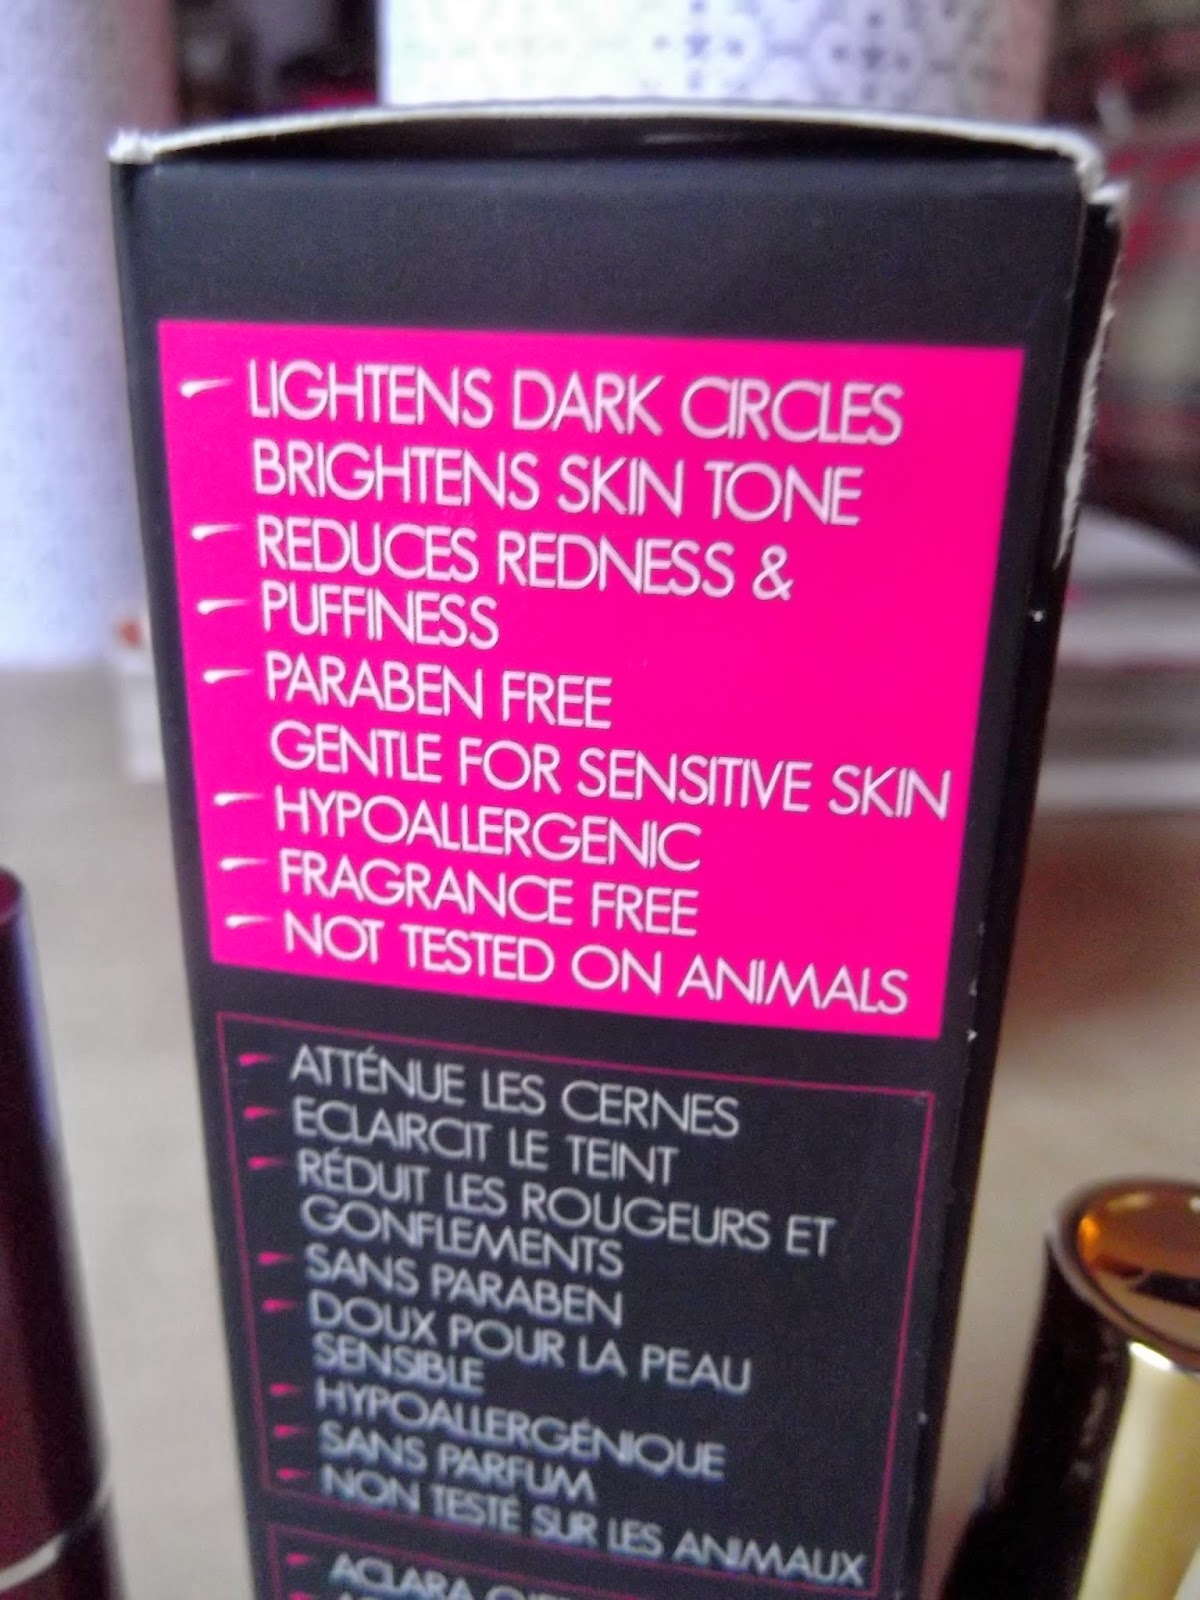 LIGHTENS DARK CIRCLES
BRIGHTENS SKIN TONE
REDUCES REDNESS &
PUFFINESS
PARABEN FREE
GENTLE FOR SENSITIVE SKIN
HYPOALLERGENIC
FRAGRANCE FREE
NOT TESTED ON ANIMALS
ATTÉNUE LES CERNES
ECLAIRCIT LE TEINT
RÉDUIT LES ROUGEURS ET
GONFLEMENTS
SANS PARABEN
DOUX POUR LA PEAU
SENSIBLE
HYPOALLERGÉNIQUE
SANS PARFUM
NON TESTÉ SUR LES ANIMAUX
ACLARA